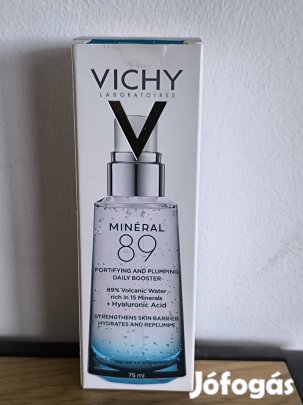 VICHY
LABORATOIRES
MINÉRAL
89
FORTIFYING AND PLUMPING
DAILY BOOSTER
89% Volcanic Water
rich in 15 Minerals
+ Hyaluronic Acid
STRENGTHENS SKIN BARRIER
HYDRATES AND REPLUMPS
75 ml
Jófogás